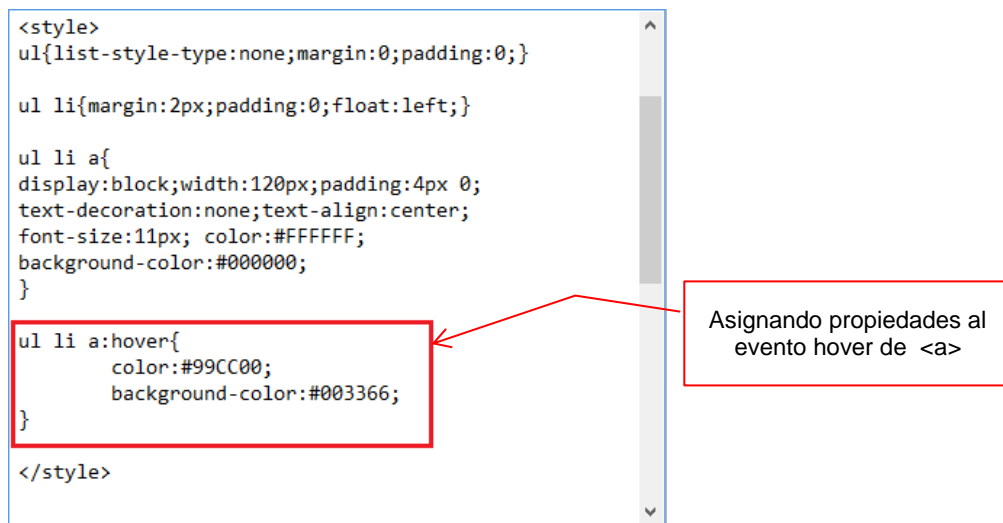 <style>
ul{list-style-type:none;margin:0;padding:0;}
ul li{margin:2px;padding:0;float:left;}
ul li a{
display:block;width:120px;padding:4px 0;
text-decoration:none;text-align:center;
font-size:11px; color:#FFFFFF;
background-color:#000000;
}
ul li a:hover{
color:#99CC00;
background-color:#003366;
}
</style>
Asignando propiedades al
evento hover de <a>